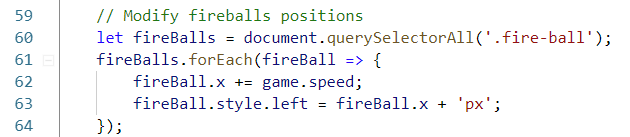 59 // Modify fireballs positions
60 let fireBalls = document.querySelectorAll('.fire-ball');
61 fireBalls.forEach(fireBall => {
62 fireBall.x += game.speed;
63 fireBall.style.left = fireBall.x + 'px';
64 });